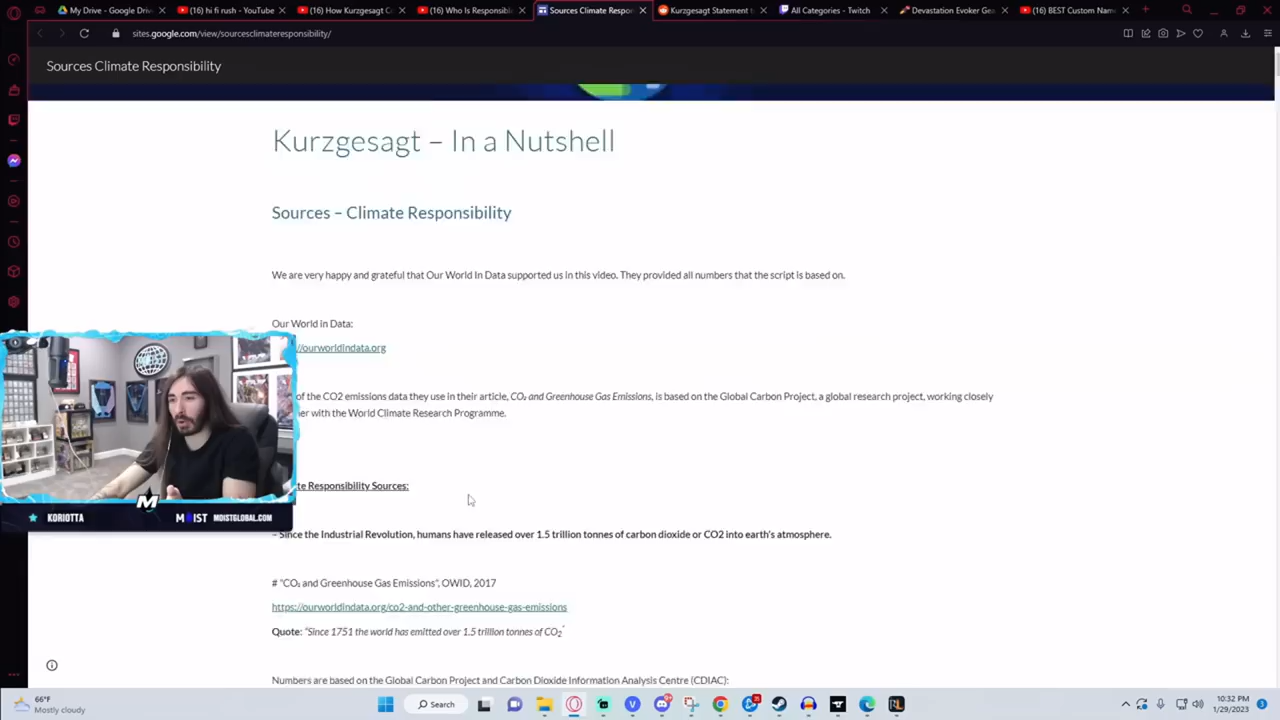 My Drive - Google Driv
(16) hi fi rush - YouTube
(16) How Kurzgesagt C
(16) Who Is Responsibl
Sources Climate Respon
Kurzgesagt Statement t
All Categories - Twitch
Devastation Evoker Gea
(16) BEST Custom Nam
sites.google.com/view/sourcesclimateresponsibility/
Sources Climate Responsibility
Kurzgesagt – In a Nutshell
Sources – Climate Responsibility
We are very happy and grateful that Our World In Data supported us in this video. They provided all numbers that the script is based on.
Our World in Data:
//ourworldindata.org
of the CO2 emissions data they use in their article, CO₂ and Greenhouse Gas Emissions, is based on the Global Carbon Project, a global research project, working closely
er with the World Climate Research Programme.
te Responsibility Sources:
KORIOTTA
M
MOIST
MOISTGLOBAL.COM
– Since the Industrial Revolution, humans have released over 1.5 trillion tonnes of carbon dioxide or CO2 into earth's atmosphere.
# "CO₂ and Greenhouse Gas Emissions", OWID, 2017
https://ourworldindata.org/co2-and-other-greenhouse-gas-emissions
Quote: "Since 1751 the world has emitted over 1.5 trillion tonnes of CO₂"
Numbers are based on the Global Carbon Project and Carbon Dioxide Information Analysis Centre (CDIAC):
66°F
Mostly cloudy
Search
10:32 PM
1/29/2023